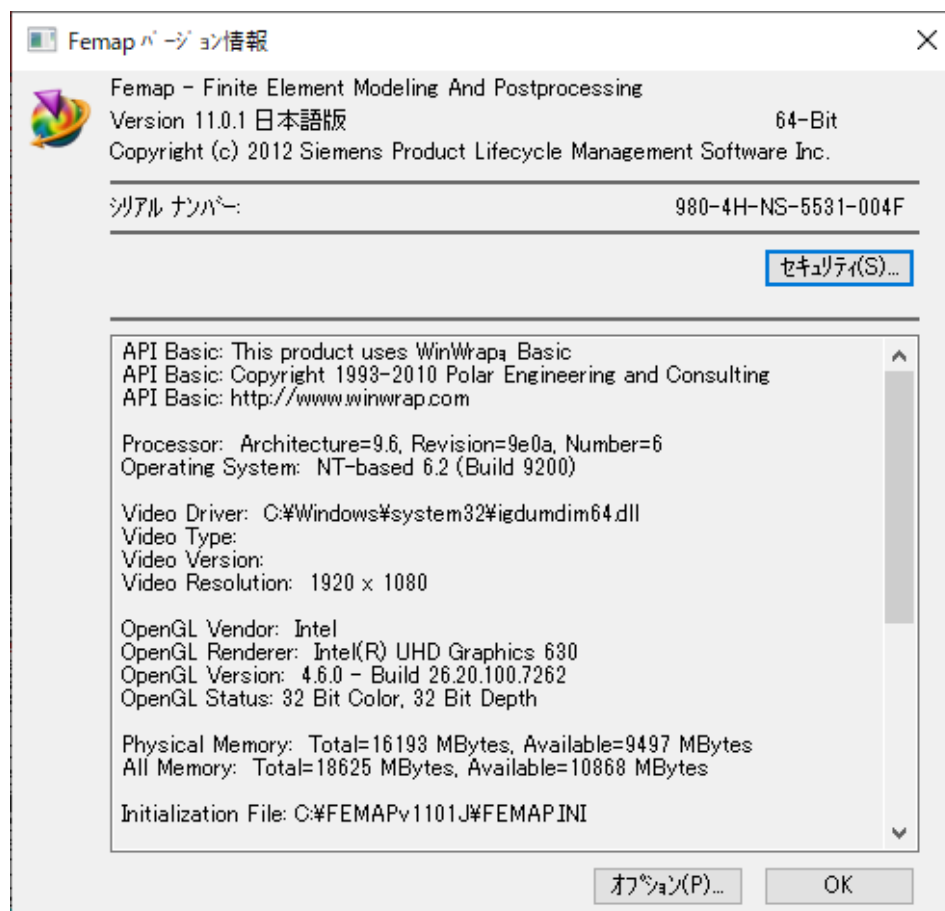 Femap ﾊﾞｰｼﾞｮﾝ情報
Femap - Finite Element Modeling And Postprocessing
Version 11.0.1 日本語版 64-Bit
Copyright (c) 2012 Siemens Product Lifecycle Management Software Inc.
ｼﾘｱﾙ ﾅﾝﾊﾞｰ: 980-4H-NS-5531-004F
ｾｷｭﾘﾃｨ(S)...
API Basic: This product uses WinWrapｮ Basic
API Basic: Copyright 1993-2010 Polar Engineering and Consulting
API Basic: http://www.winwrap.com
Processor: Architecture=9.6, Revision=9e0a, Number=6
Operating System: NT-based 6.2 (Build 9200)
Video Driver: C:¥Windows¥system32¥igdumdim64.dll
Video Type:
Video Version:
Video Resolution: 1920 x 1080
OpenGL Vendor: Intel
OpenGL Renderer: Intel(R) UHD Graphics 630
OpenGL Version: 4.6.0 - Build 26.20.100.7262
OpenGL Status: 32 Bit Color, 32 Bit Depth
Physical Memory: Total=16193 MBytes, Available=9497 MBytes
All Memory: Total=18625 MBytes, Available=10868 MBytes
Initialization File: C:¥FEMAPv1101J¥FEMAP.INI
ｵﾌﾟｼｮﾝ(P)... OK